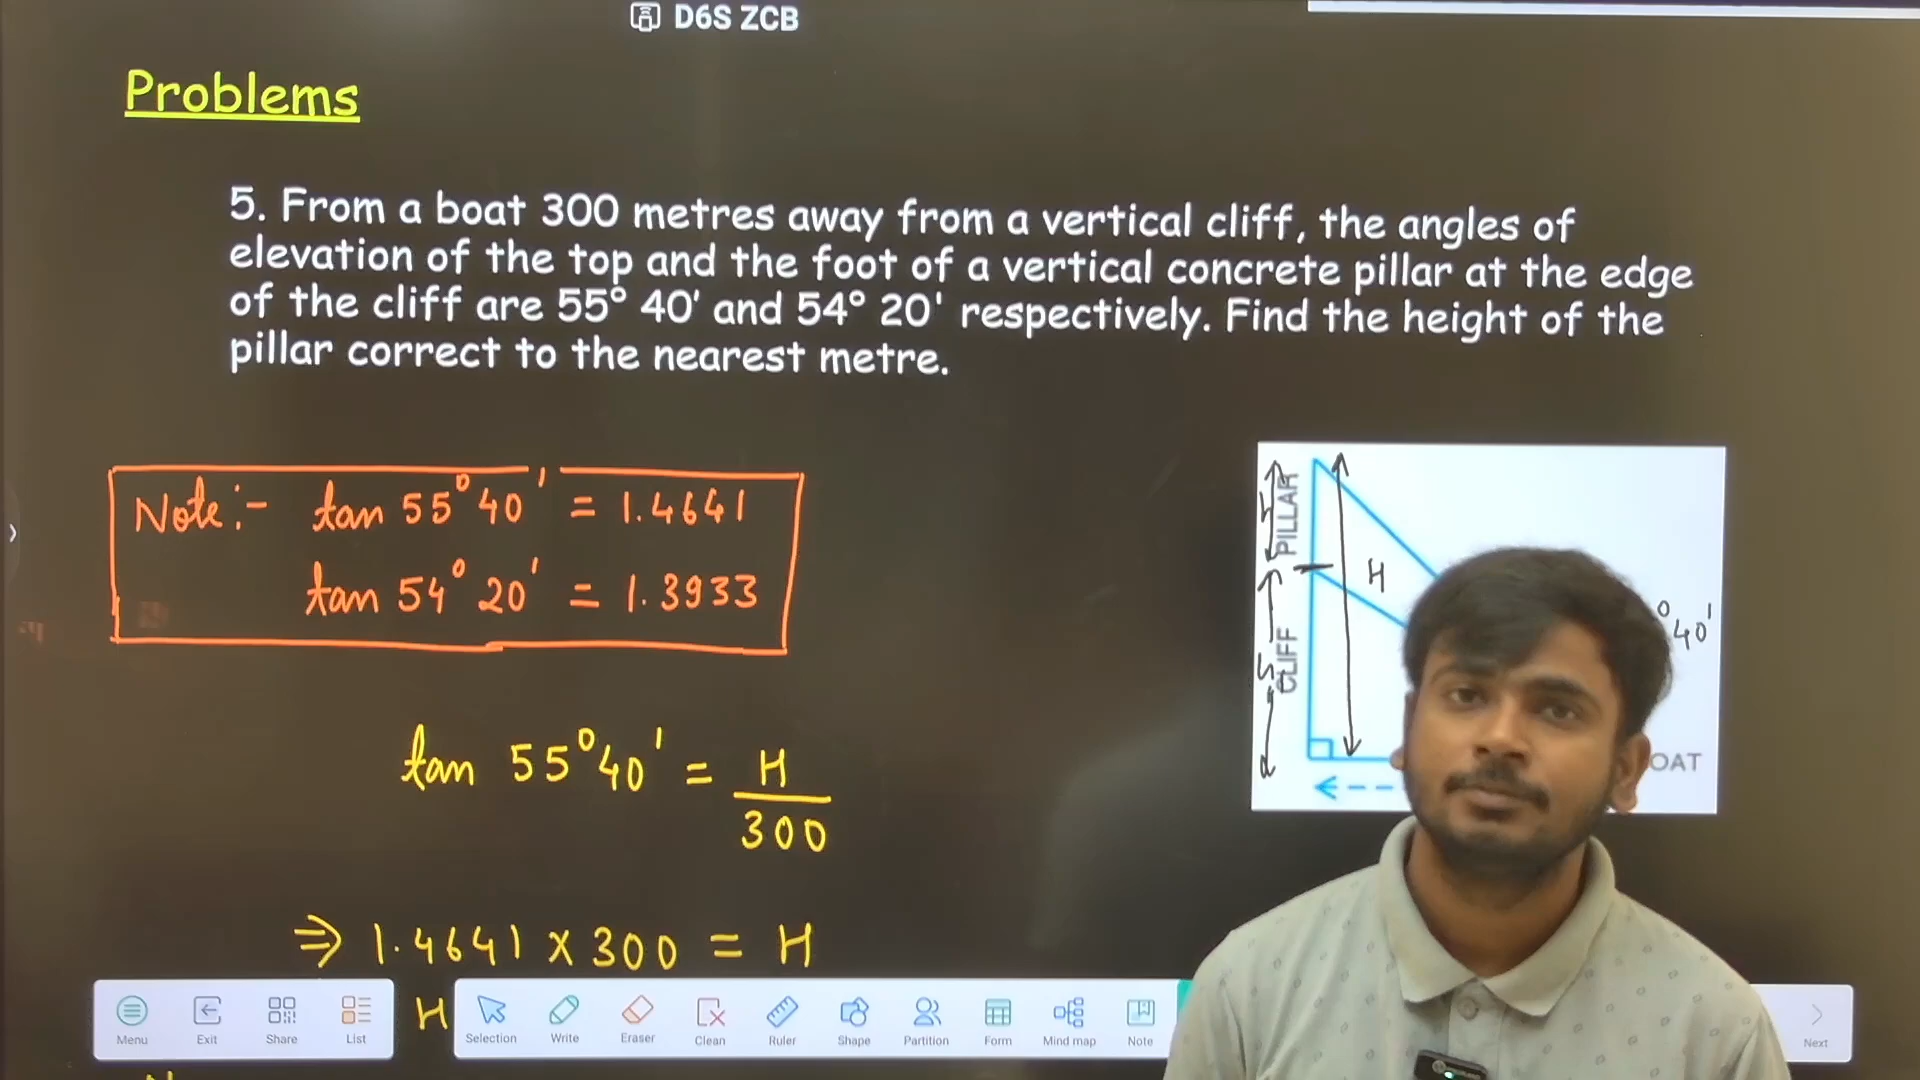 D6S ZCB
Problems
5. From a boat 300 metres away from a vertical cliff, the angles of
elevation of the top and the foot of a vertical concrete pillar at the edge
of the cliff are 55° 40' and 54° 20' respectively. Find the height of the
pillar correct to the nearest metre.
Note:- tan 55° 40' = 1.4641
tan 54° 20' = 1.3933
tan 55° 40' = H
300
⇒ 1.4641 x 300 = H
H
PILLAR
H
CLIFF
° 40'
OAT
Menu Exit Share List Selection Write Eraser Clean Ruler Shape Partition Form Mind map Note Next